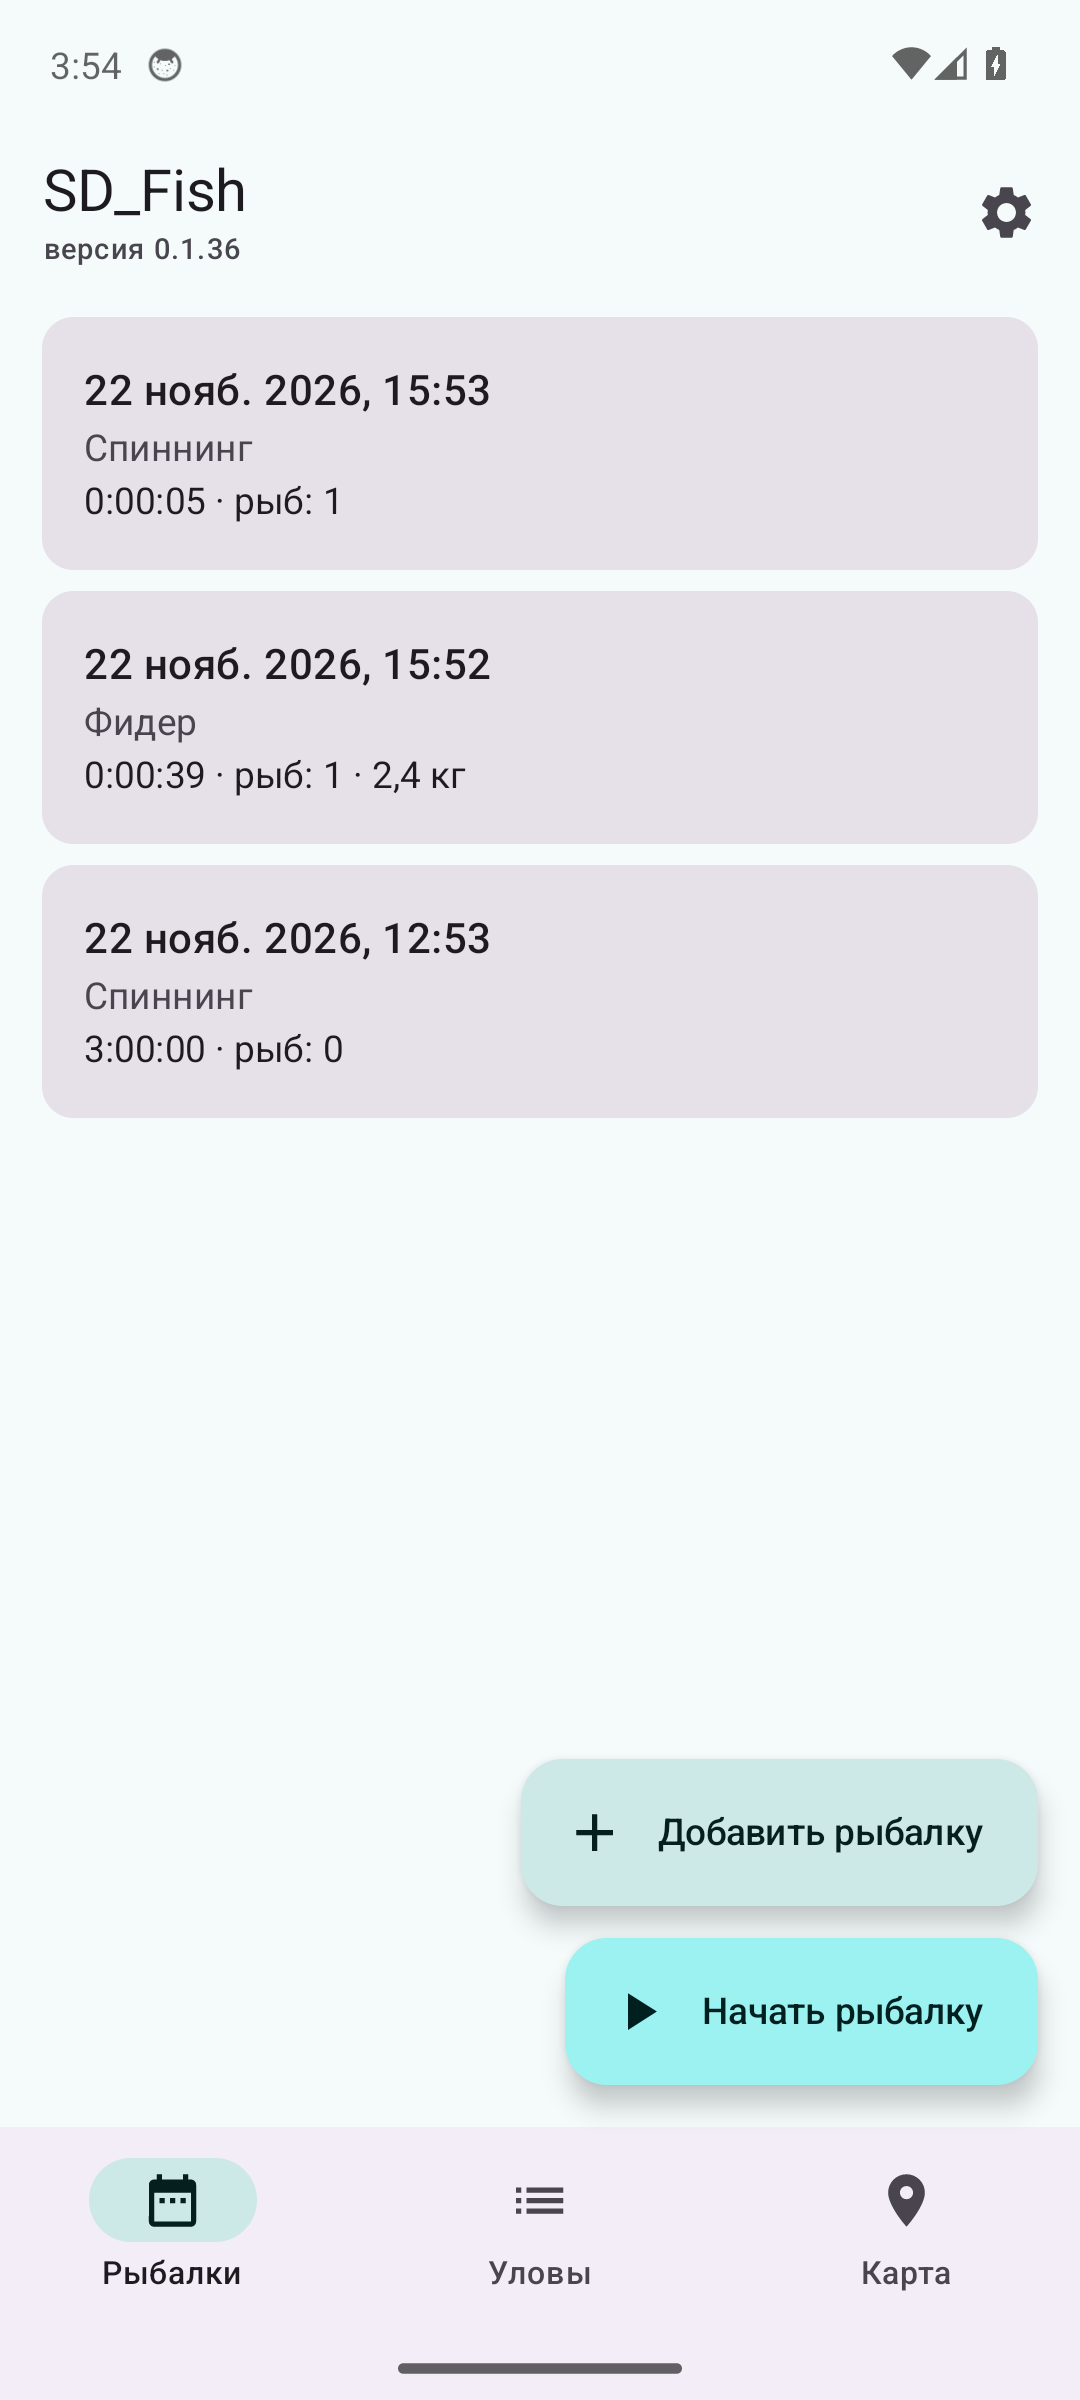 3:54
SD_Fish
версия 0.1.36
22 нояб. 2026, 15:53
Спиннинг
0:00:05 · рыб: 1
22 нояб. 2026, 15:52
Фидер
0:00:39 · рыб: 1 · 2,4 кг
22 нояб. 2026, 12:53
Спиннинг
3:00:00 · рыб: 0
Добавить рыбалку
Начать рыбалку
Рыбалки
Уловы
Карта